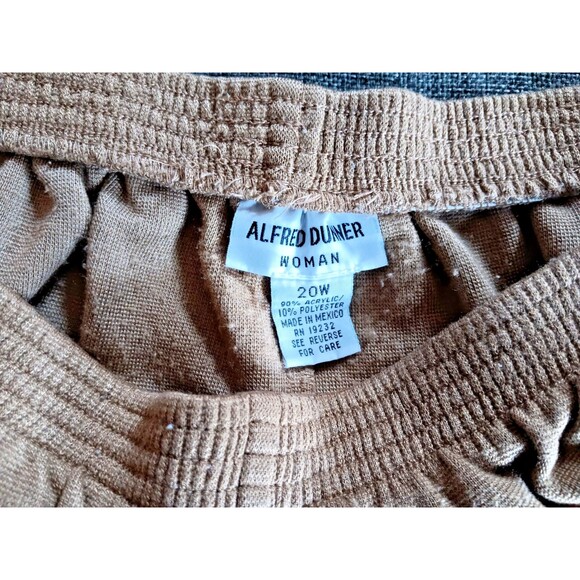 ALFRED DUNNER
WOMAN
20W
90% ACRYLIC/
10% POLYESTER
MADE IN MEXICO
RN 19232
SEE REVERSE
FOR CARE